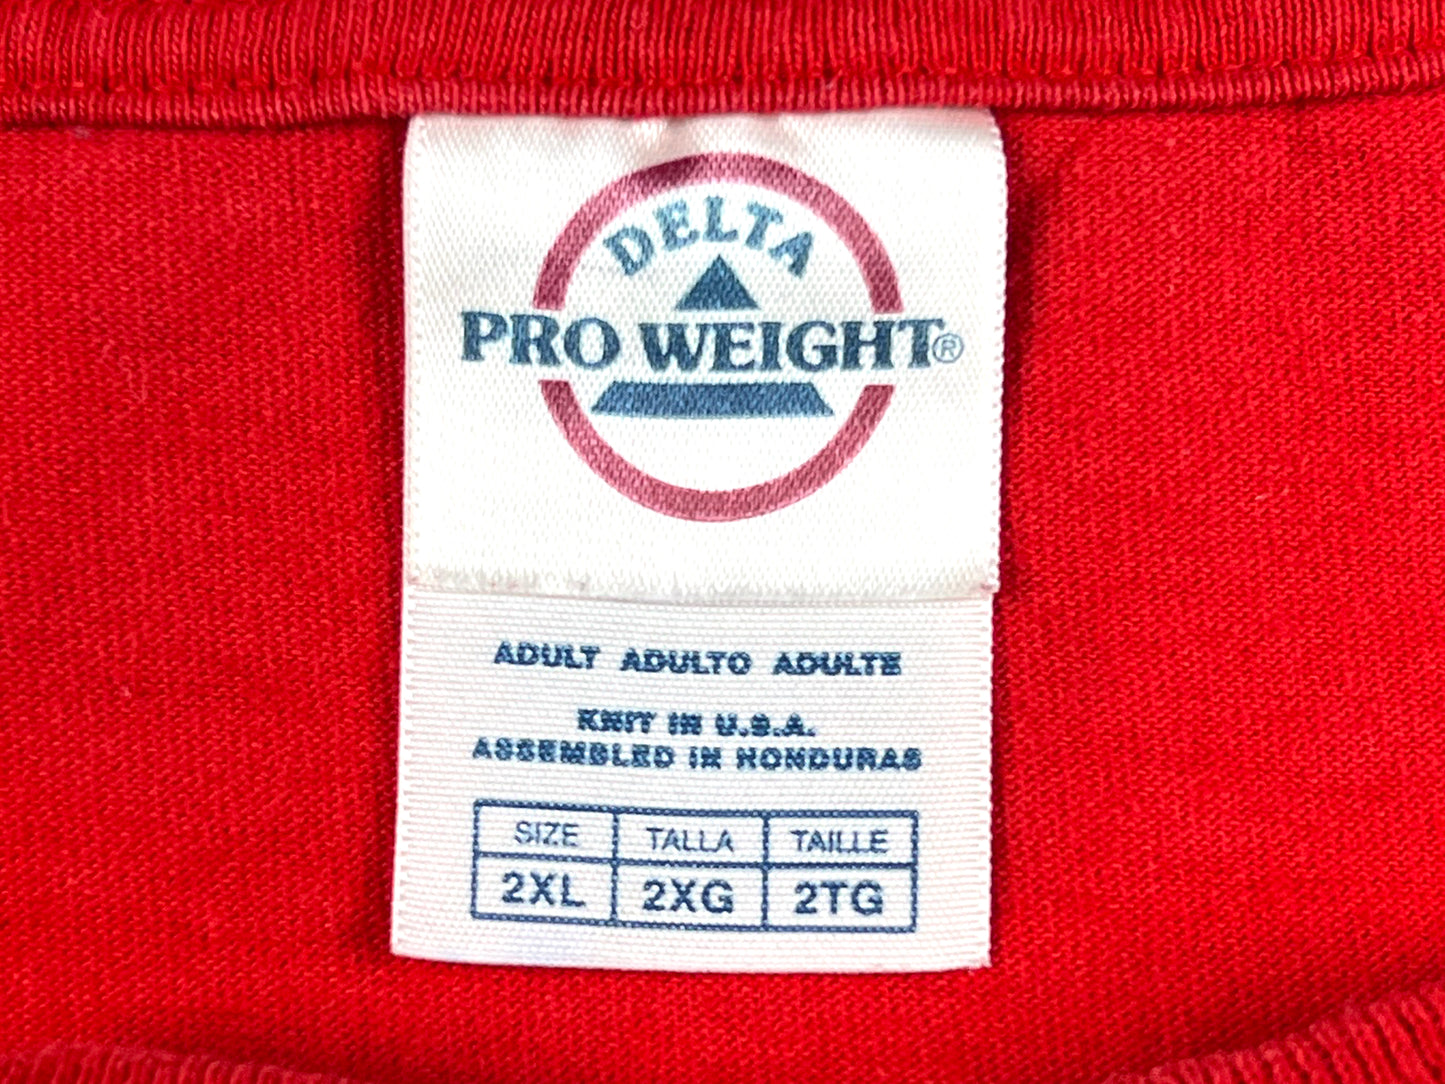 DELTA
PRO WEIGHT®
ADULT ADULTO ADULTE
KNIT IN U.S.A.
ASSEMBLED IN HONDURAS
SIZE TALLA TAILLE
2XL 2XG 2TG